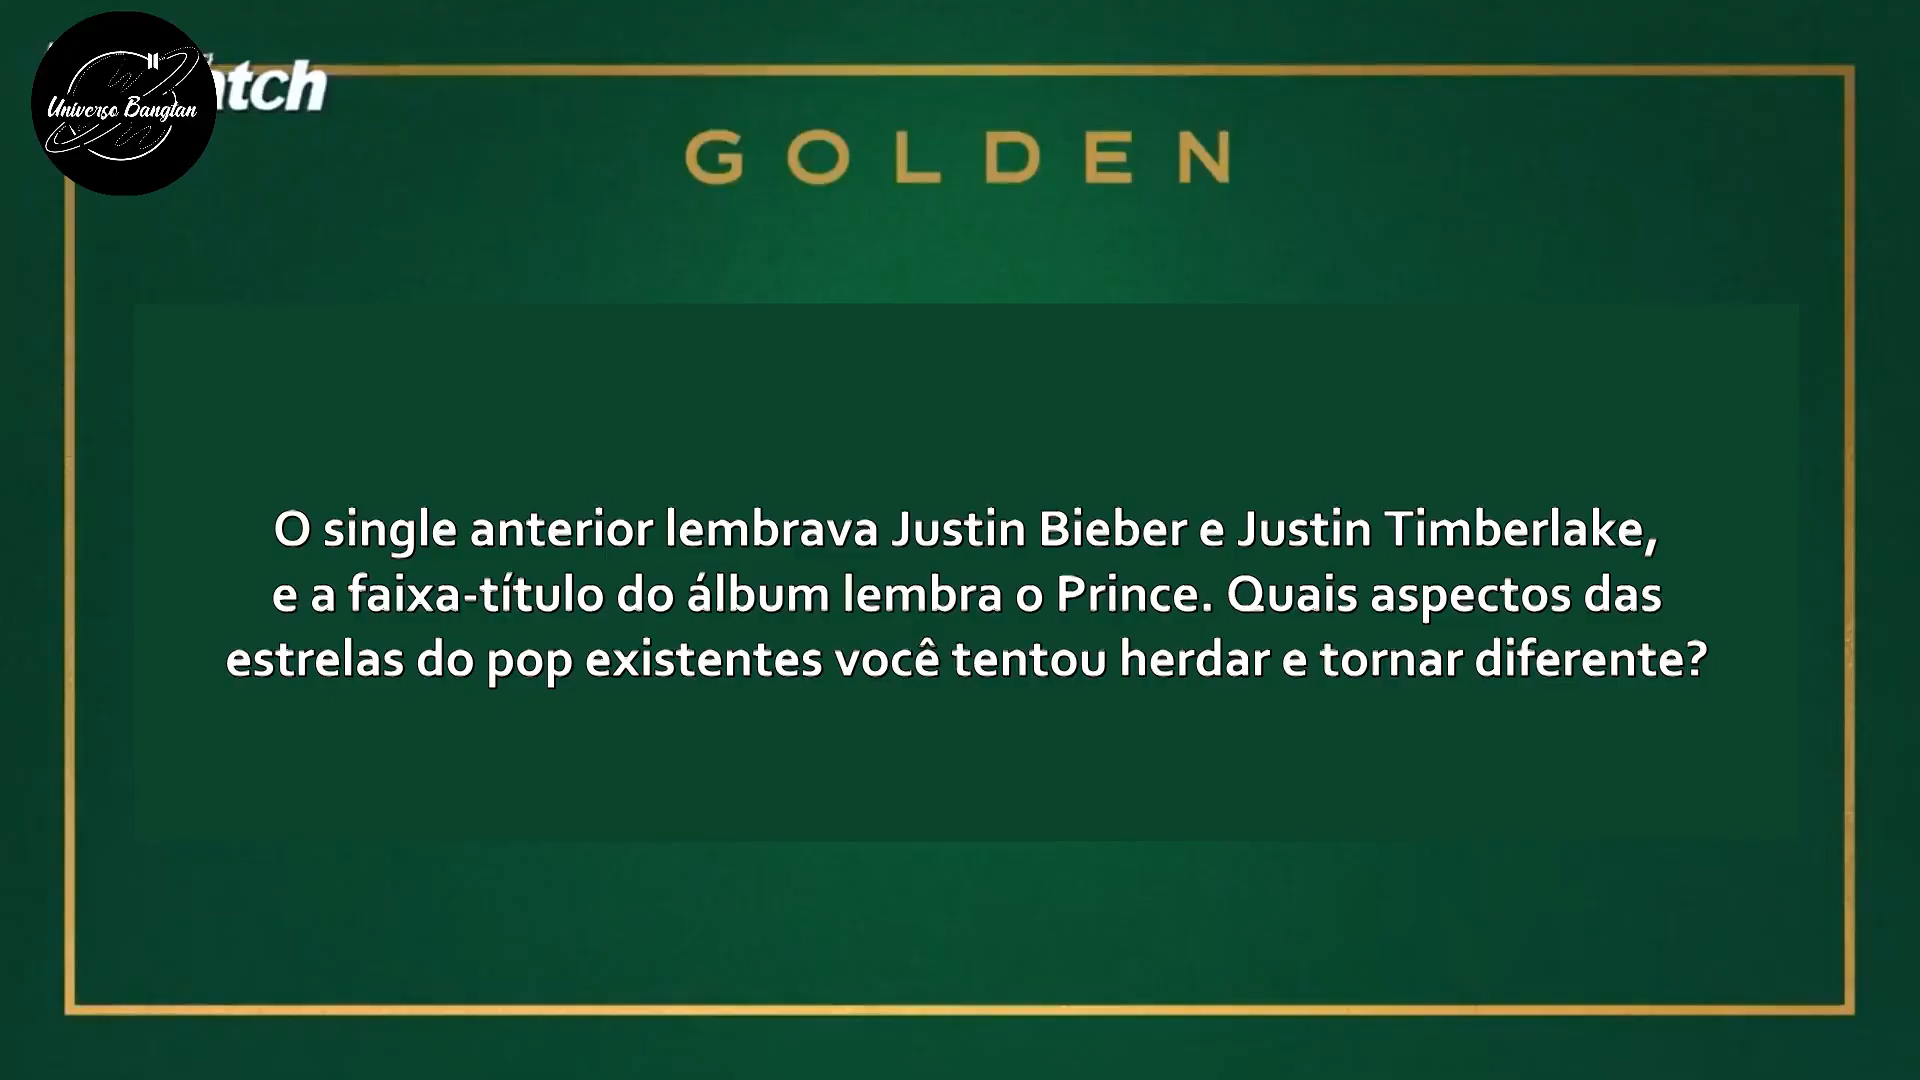 Universo Bangtan
GOLDEN
O single anterior lembrava Justin Bieber e Justin Timberlake,
e a faixa-título do álbum lembra o Prince. Quais aspectos das
estrelas do pop existentes você tentou herdar e tornar diferente?